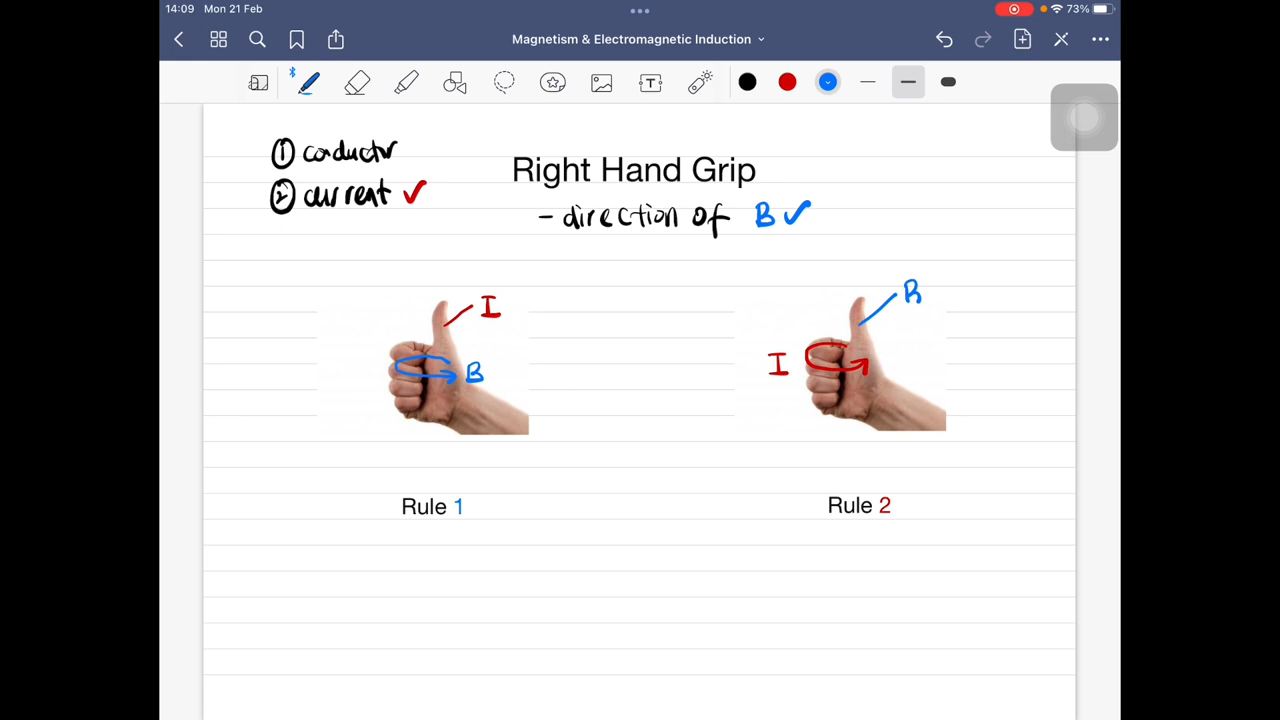 14:09 Mon 21 Feb
73%
Magnetism & Electromagnetic Induction
T
① conductor
② current ✓
Right Hand Grip
- direction of B ✓
I
B
B
I
Rule 1
Rule 2